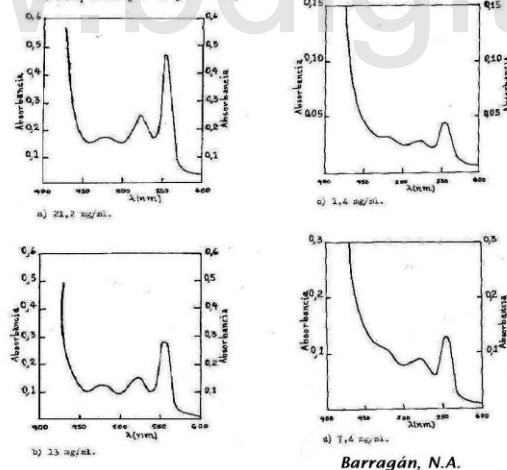 0,6
0,5
0,4
0,3
0,2
0,1
Absorbancia
0,6
0,5
0,4
0,3
0,2
0,1
Absorbancia
400 450 500 550 600
λ(nm)
a) 21,2 mg/ml.
0,15
0,10
0,05
Absorbancia
0,15
0,10
0,05
Absorbancia
400 450 500 550 600
λ(nm)
c) 1,4 mg/ml.
0,6
0,5
0,4
0,3
0,2
0,1
Absorbancia
0,6
0,5
0,4
0,3
0,2
0,1
Absorbancia
400 450 500 550 600
λ(nm)
b) 13 mg/ml.
0,3
0,2
0,1
Absorbancia
0,3
0,2
0,1
Absorbancia
400 450 500 550 600
λ(nm)
d) 7,4 mg/ml.
Barragán, N.A.